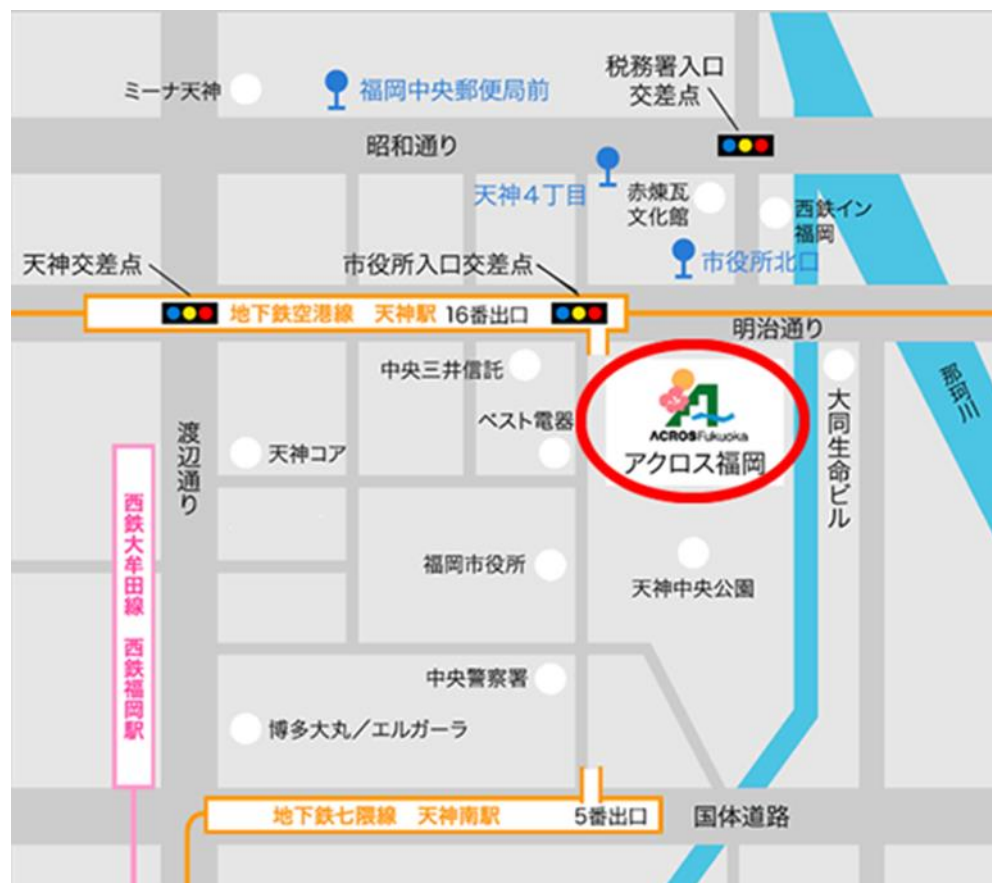 ミーナ天神
福岡中央郵便局前
税務署入口
交差点
昭和通り
天神4丁目
赤煉瓦
文化館
西鉄イン
福岡
天神交差点
市役所入口交差点
市役所北口
地下鉄空港線 天神駅 16番出口
明治通り
中央三井信託
ベスト電器
ACROS Fukuoka
アクロス福岡
大同生命ビル
那珂川
渡辺通り
天神コア
西鉄大牟田線 西鉄福岡駅
福岡市役所
天神中央公園
中央警察署
博多大丸/エルガーラ
地下鉄七隈線 天神南駅 5番出口
国体道路